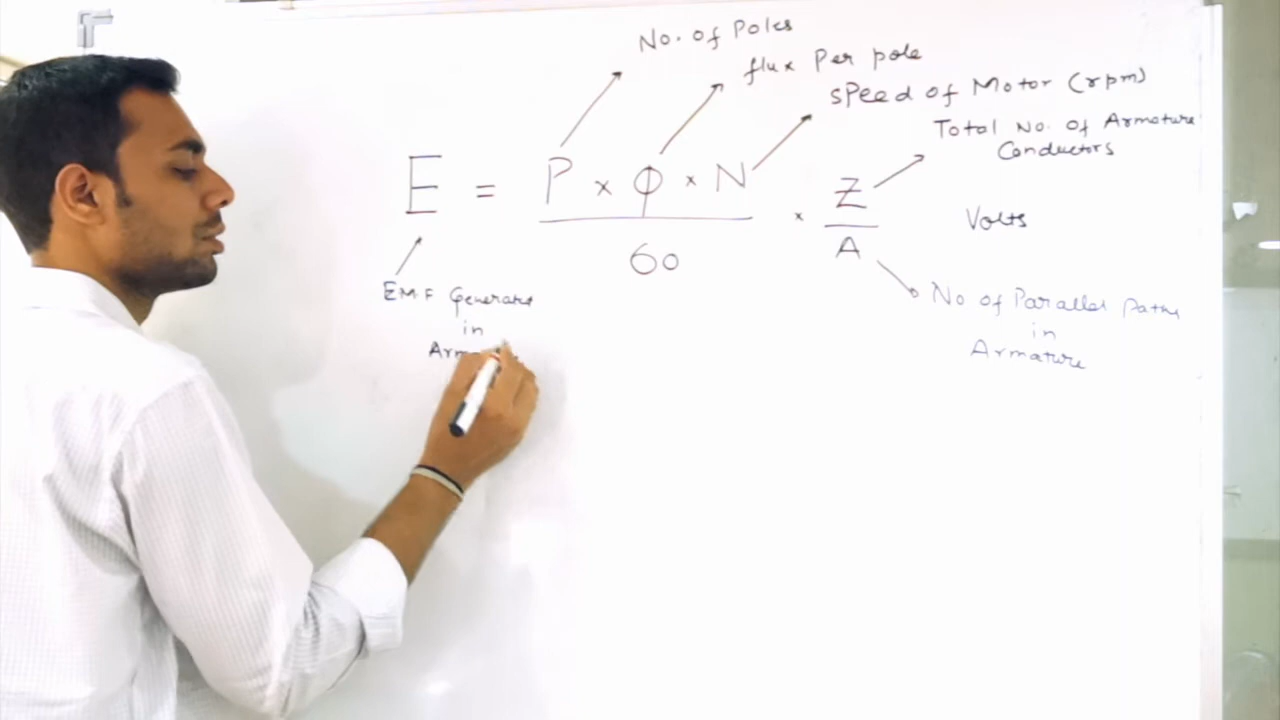 No. of Poles
flux Per pole
speed of Motor (rpm)
Total No. of Armature
Conductors
E = P × Φ × N / 60 × Z / A Volts
EMF Generated
in
No of Parallel Paths
in
Armature